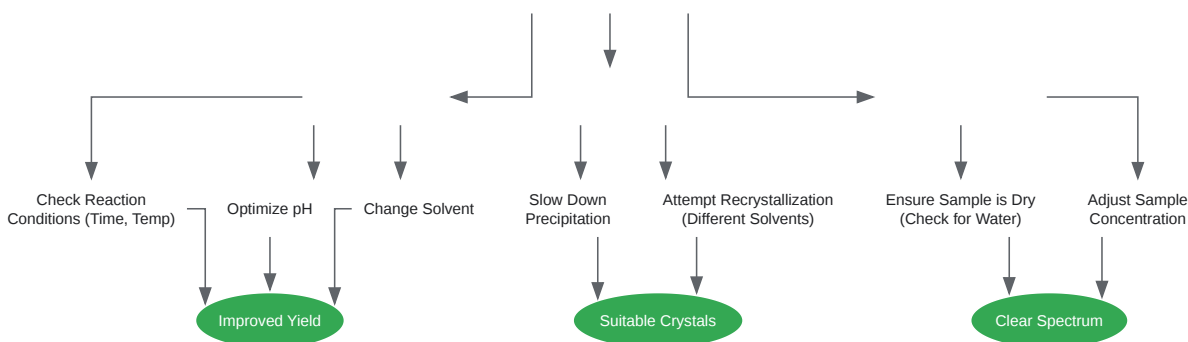 Check Reaction
Conditions (Time, Temp)
Optimize pH
Change Solvent
Slow Down
Precipitation
Attempt Recrystallization
(Different Solvents)
Ensure Sample is Dry
(Check for Water)
Adjust Sample
Concentration
Improved Yield
Suitable Crystals
Clear Spectrum